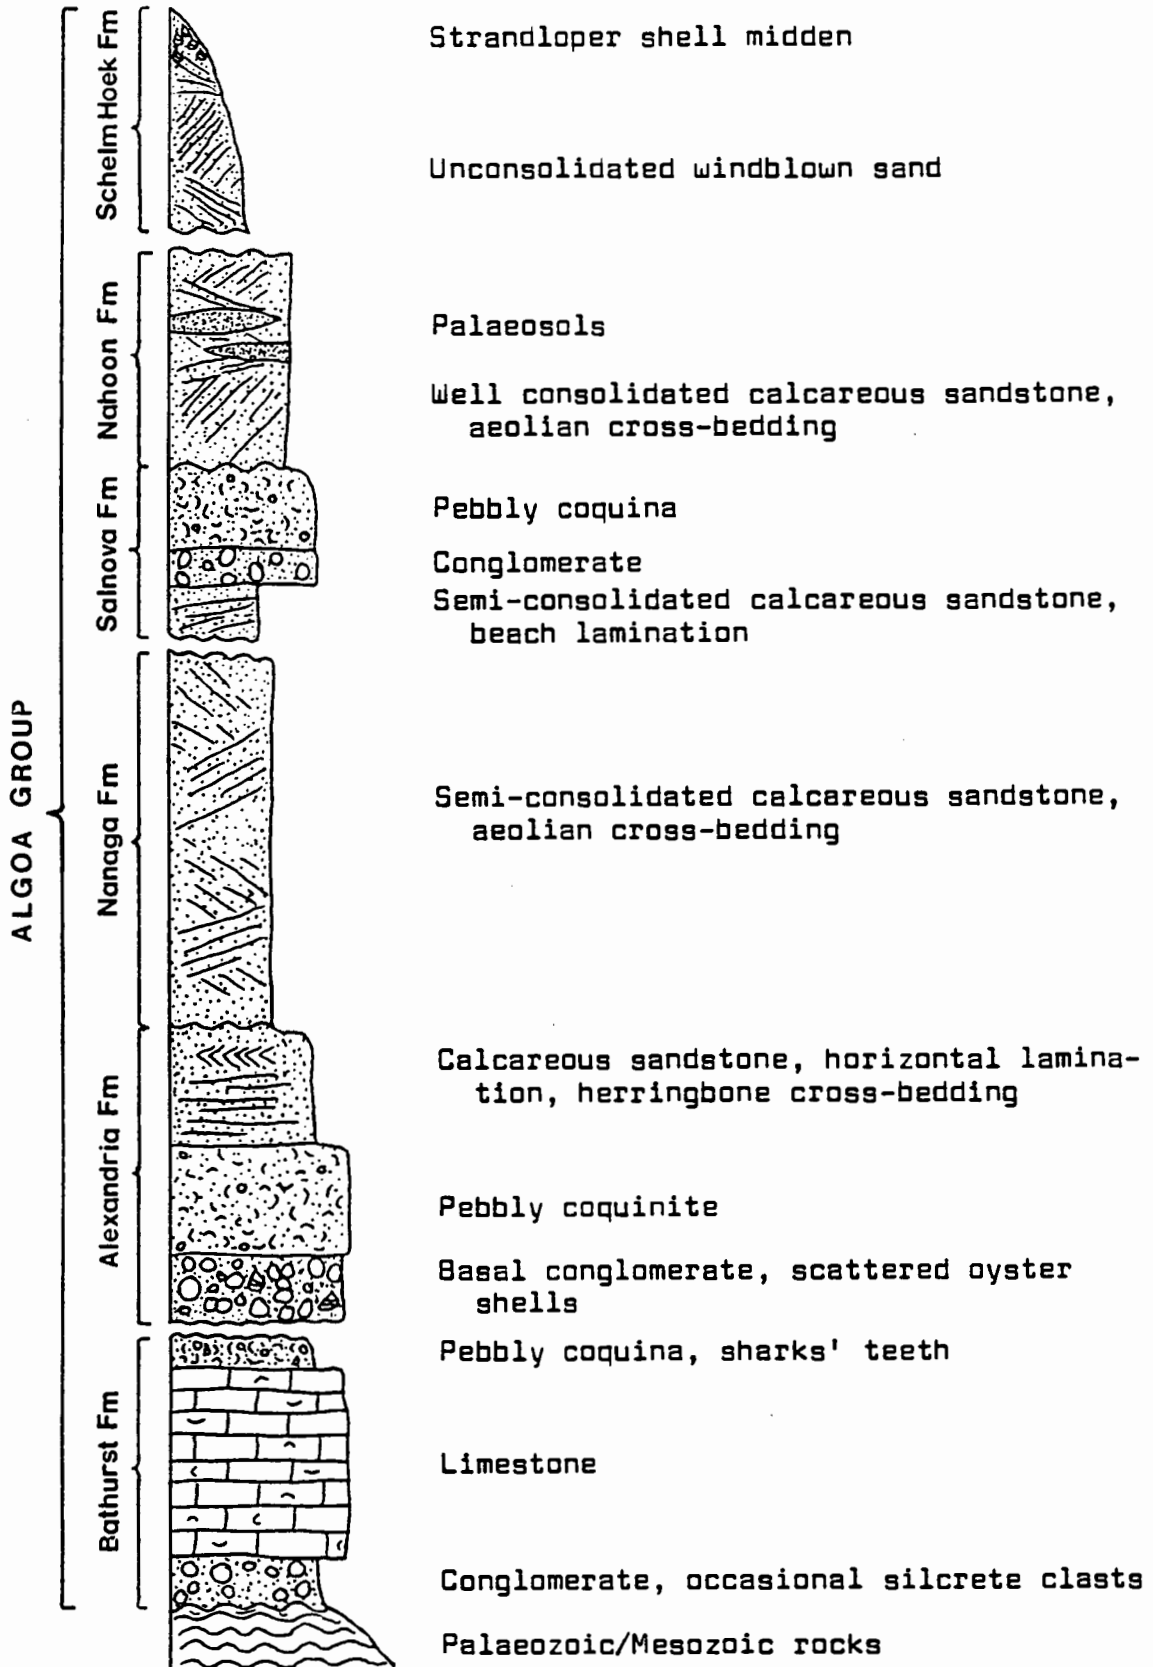 ALGOA GROUP
Schelm Hoek Fm
Strandloper shell midden
Unconsolidated windblown sand
Nahoon Fm
Palaeosols
Well consolidated calcareous sandstone,
aeolian cross-bedding
Salnova Fm
Pebbly coquina
Conglomerate
Semi-consolidated calcareous sandstone,
beach lamination
Nanaga Fm
Semi-consolidated calcareous sandstone,
aeolian cross-bedding
Alexandria Fm
Calcareous sandstone, horizontal lamina-
tion, herringbone cross-bedding
Pebbly coquinite
Basal conglomerate, scattered oyster
shells
Bathurst Fm
Pebbly coquina, sharks' teeth
Limestone
Conglomerate, occasional silcrete clasts
Palaeozoic/Mesozoic rocks